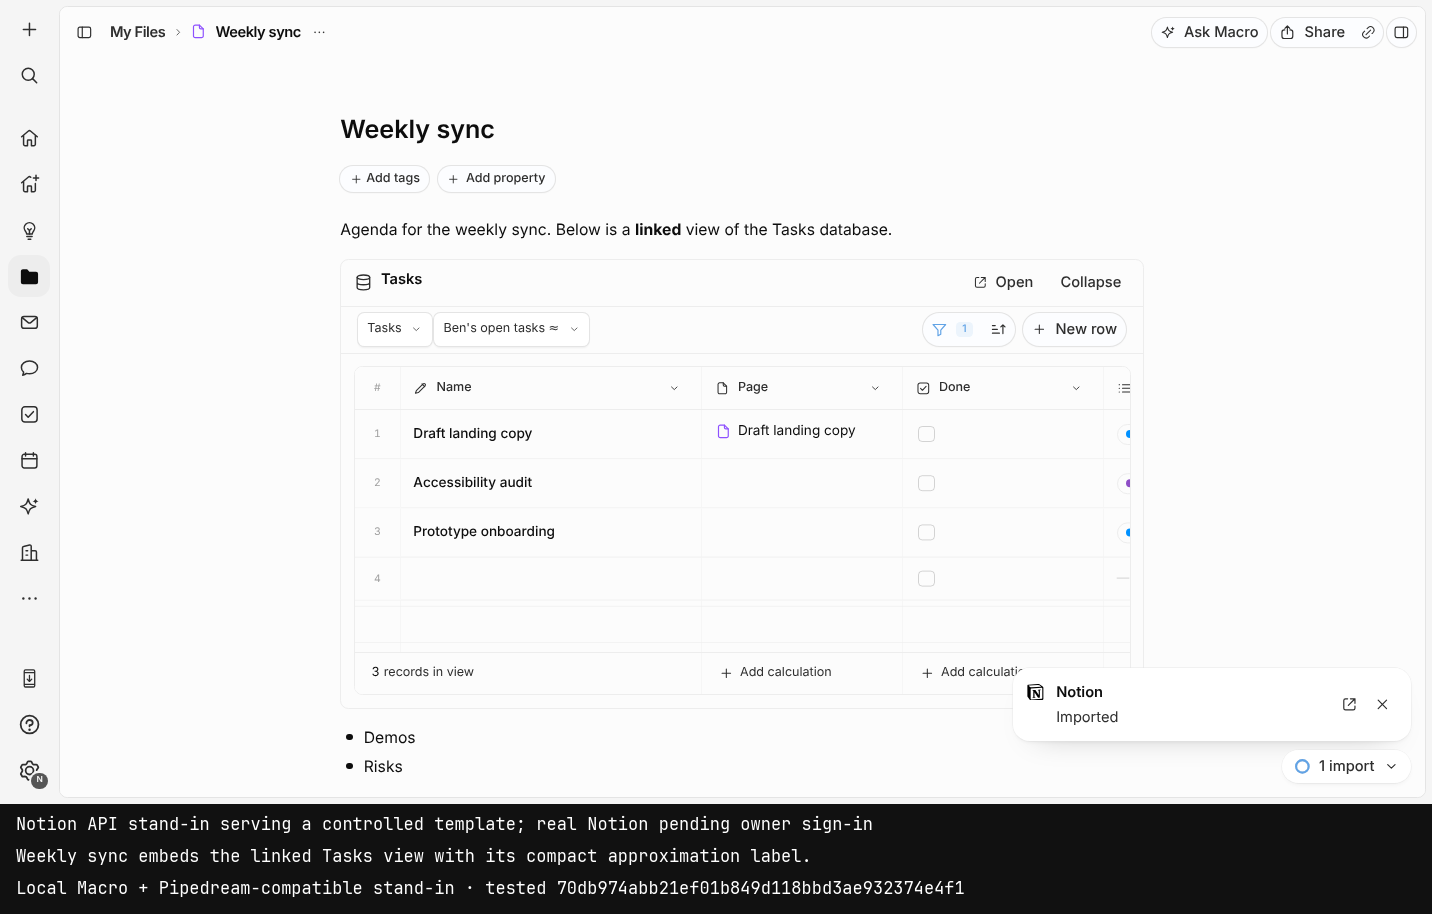 My Files
Weekly sync
Ask Macro
Share
Weekly sync
Add tags
Add property
Agenda for the weekly sync. Below is a linked view of the Tasks database.
Tasks
Open
Collapse
Tasks
Ben's open tasks ≈
1
New row
# Name Page Done
1 Draft landing copy Draft landing copy
2 Accessibility audit
3 Prototype onboarding
4
3 records in view
Add calculation
Add calculatio
Notion
Imported
• Demos
• Risks
1 import
N
Notion API stand-in serving a controlled template; real Notion pending owner sign-in
Weekly sync embeds the linked Tasks view with its compact approximation label.
Local Macro + Pipedream-compatible stand-in · tested 70db974abb21ef01b849d118bbd3ae932374e4f1